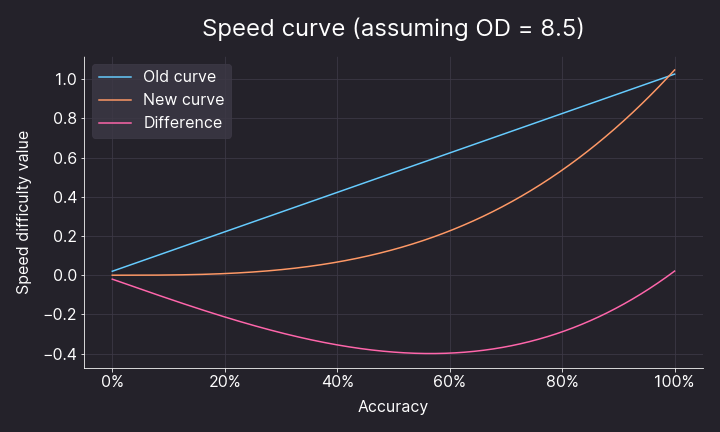 Speed curve (assuming OD = 8.5)
Old curve
New curve
Difference
Speed difficulty value
1.0
0.8
0.6
0.4
0.2
0.0
−0.2
−0.4
0% 20% 40% 60% 80% 100%
Accuracy